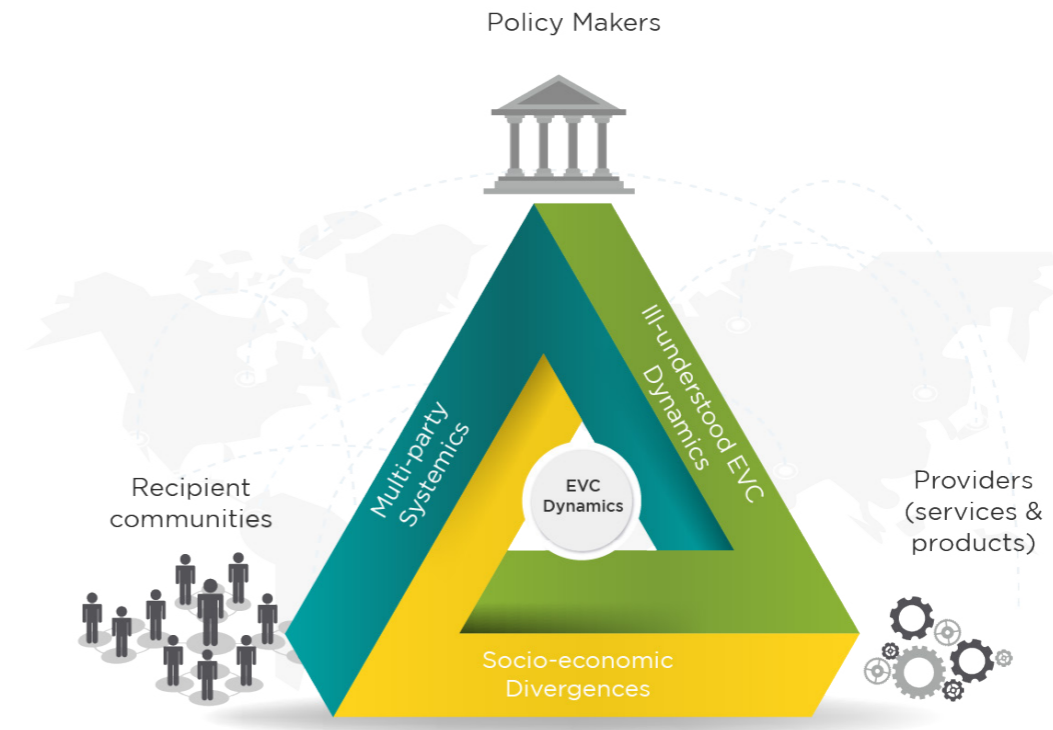 Policy Makers
Ill-understood EVC
Dynamics
Multi-party
Systemics
EVC
Dynamics
Recipient
communities
Providers
(services &
products)
Socio-economic
Divergences